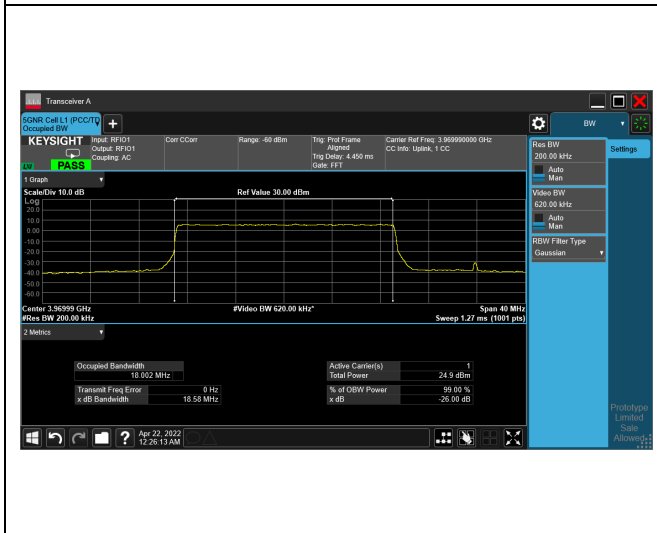 Transceiver A
5GNR Cell L1 (PCC/TD
Occupied BW
KEYSIGHT
LW PASS
Input: RFIO1
Output: RFIO1
Coupling: AC
Corr CCorr
Range: -60 dBm
Trig: Prot Frame
Aligned
Trig Delay: 4.450 ms
Gate: FFT
Carrier Ref Freq: 3.969990000 GHz
CC Info: Uplink, 1 CC
1 Graph
Scale/Div 10.0 dB
Ref Value 30.00 dBm
Log
20.0
10.0
0.00
-10.0
-20.0
-30.0
-40.0
-50.0
-60.0
Center 3.96999 GHz
#Video BW 620.00 kHz*
Span 40 MHz
#Res BW 200.00 kHz
Sweep 1.27 ms (1001 pts)
2 Metrics
Occupied Bandwidth
18.002 MHz
Transmit Freq Error 0 Hz
x dB Bandwidth 18.58 MHz
Active Carrier(s) 1
Total Power 24.9 dBm
% of OBW Power 99.00 %
x dB -26.00 dB
Apr 22, 2022
12:26:13 AM
BW
Settings
Res BW
200.00 kHz
Auto
Man
Video BW
620.00 kHz
Auto
Man
RBW Filter Type
Gaussian
Prototype
Limited
Sale
Allowed